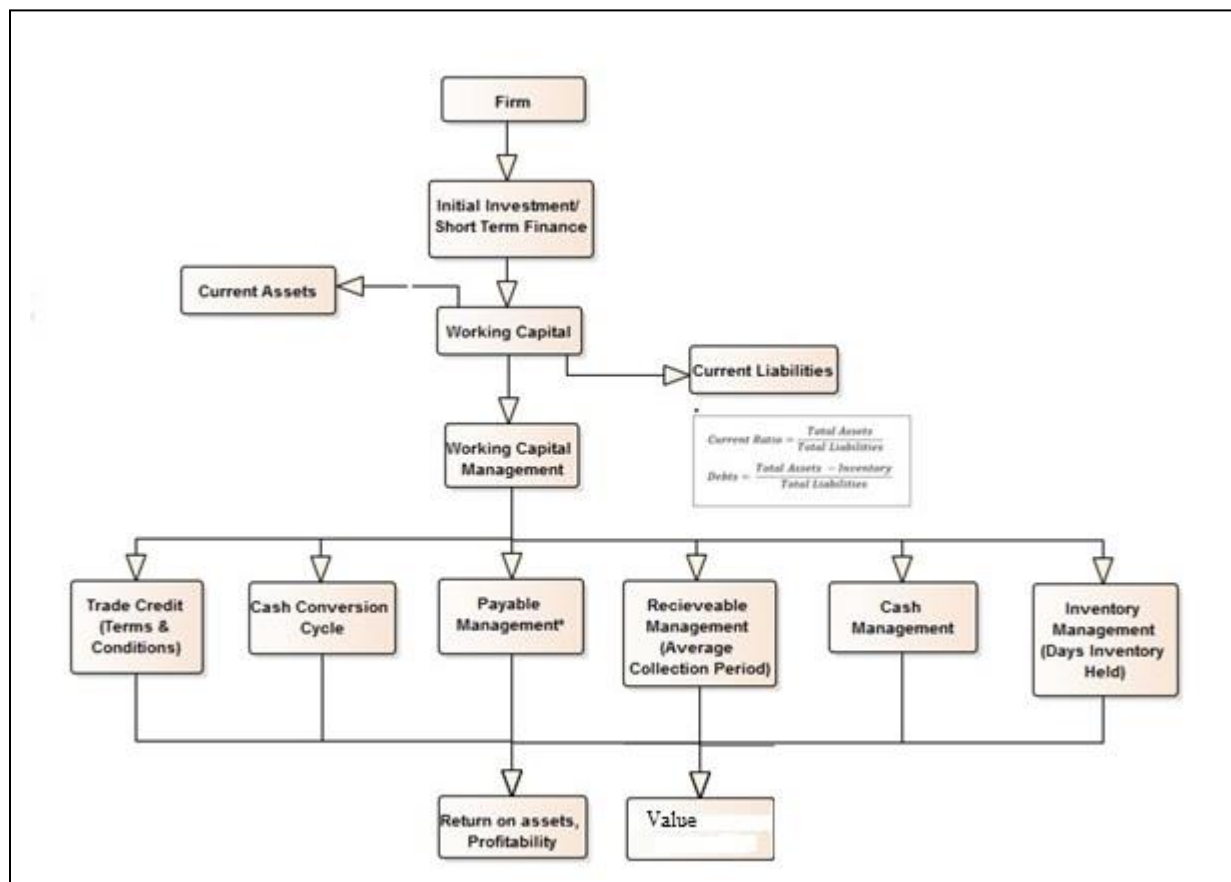 Firm
Initial Investment/
Short Term Finance
Current Assets
Working Capital
Current Liabilities
Current Ratio = Total Assets / Total Liabilities
Debts = Total Assets - Inventory / Total Liabilities
Working Capital
Management
Trade Credit
(Terms &
Conditions)
Cash Conversion
Cycle
Payable
Management*
Recieveable
Management
(Average
Collection Period)
Cash
Management
Inventory
Management
(Days Inventory
Held)
Return on assets,
Profitability
Value